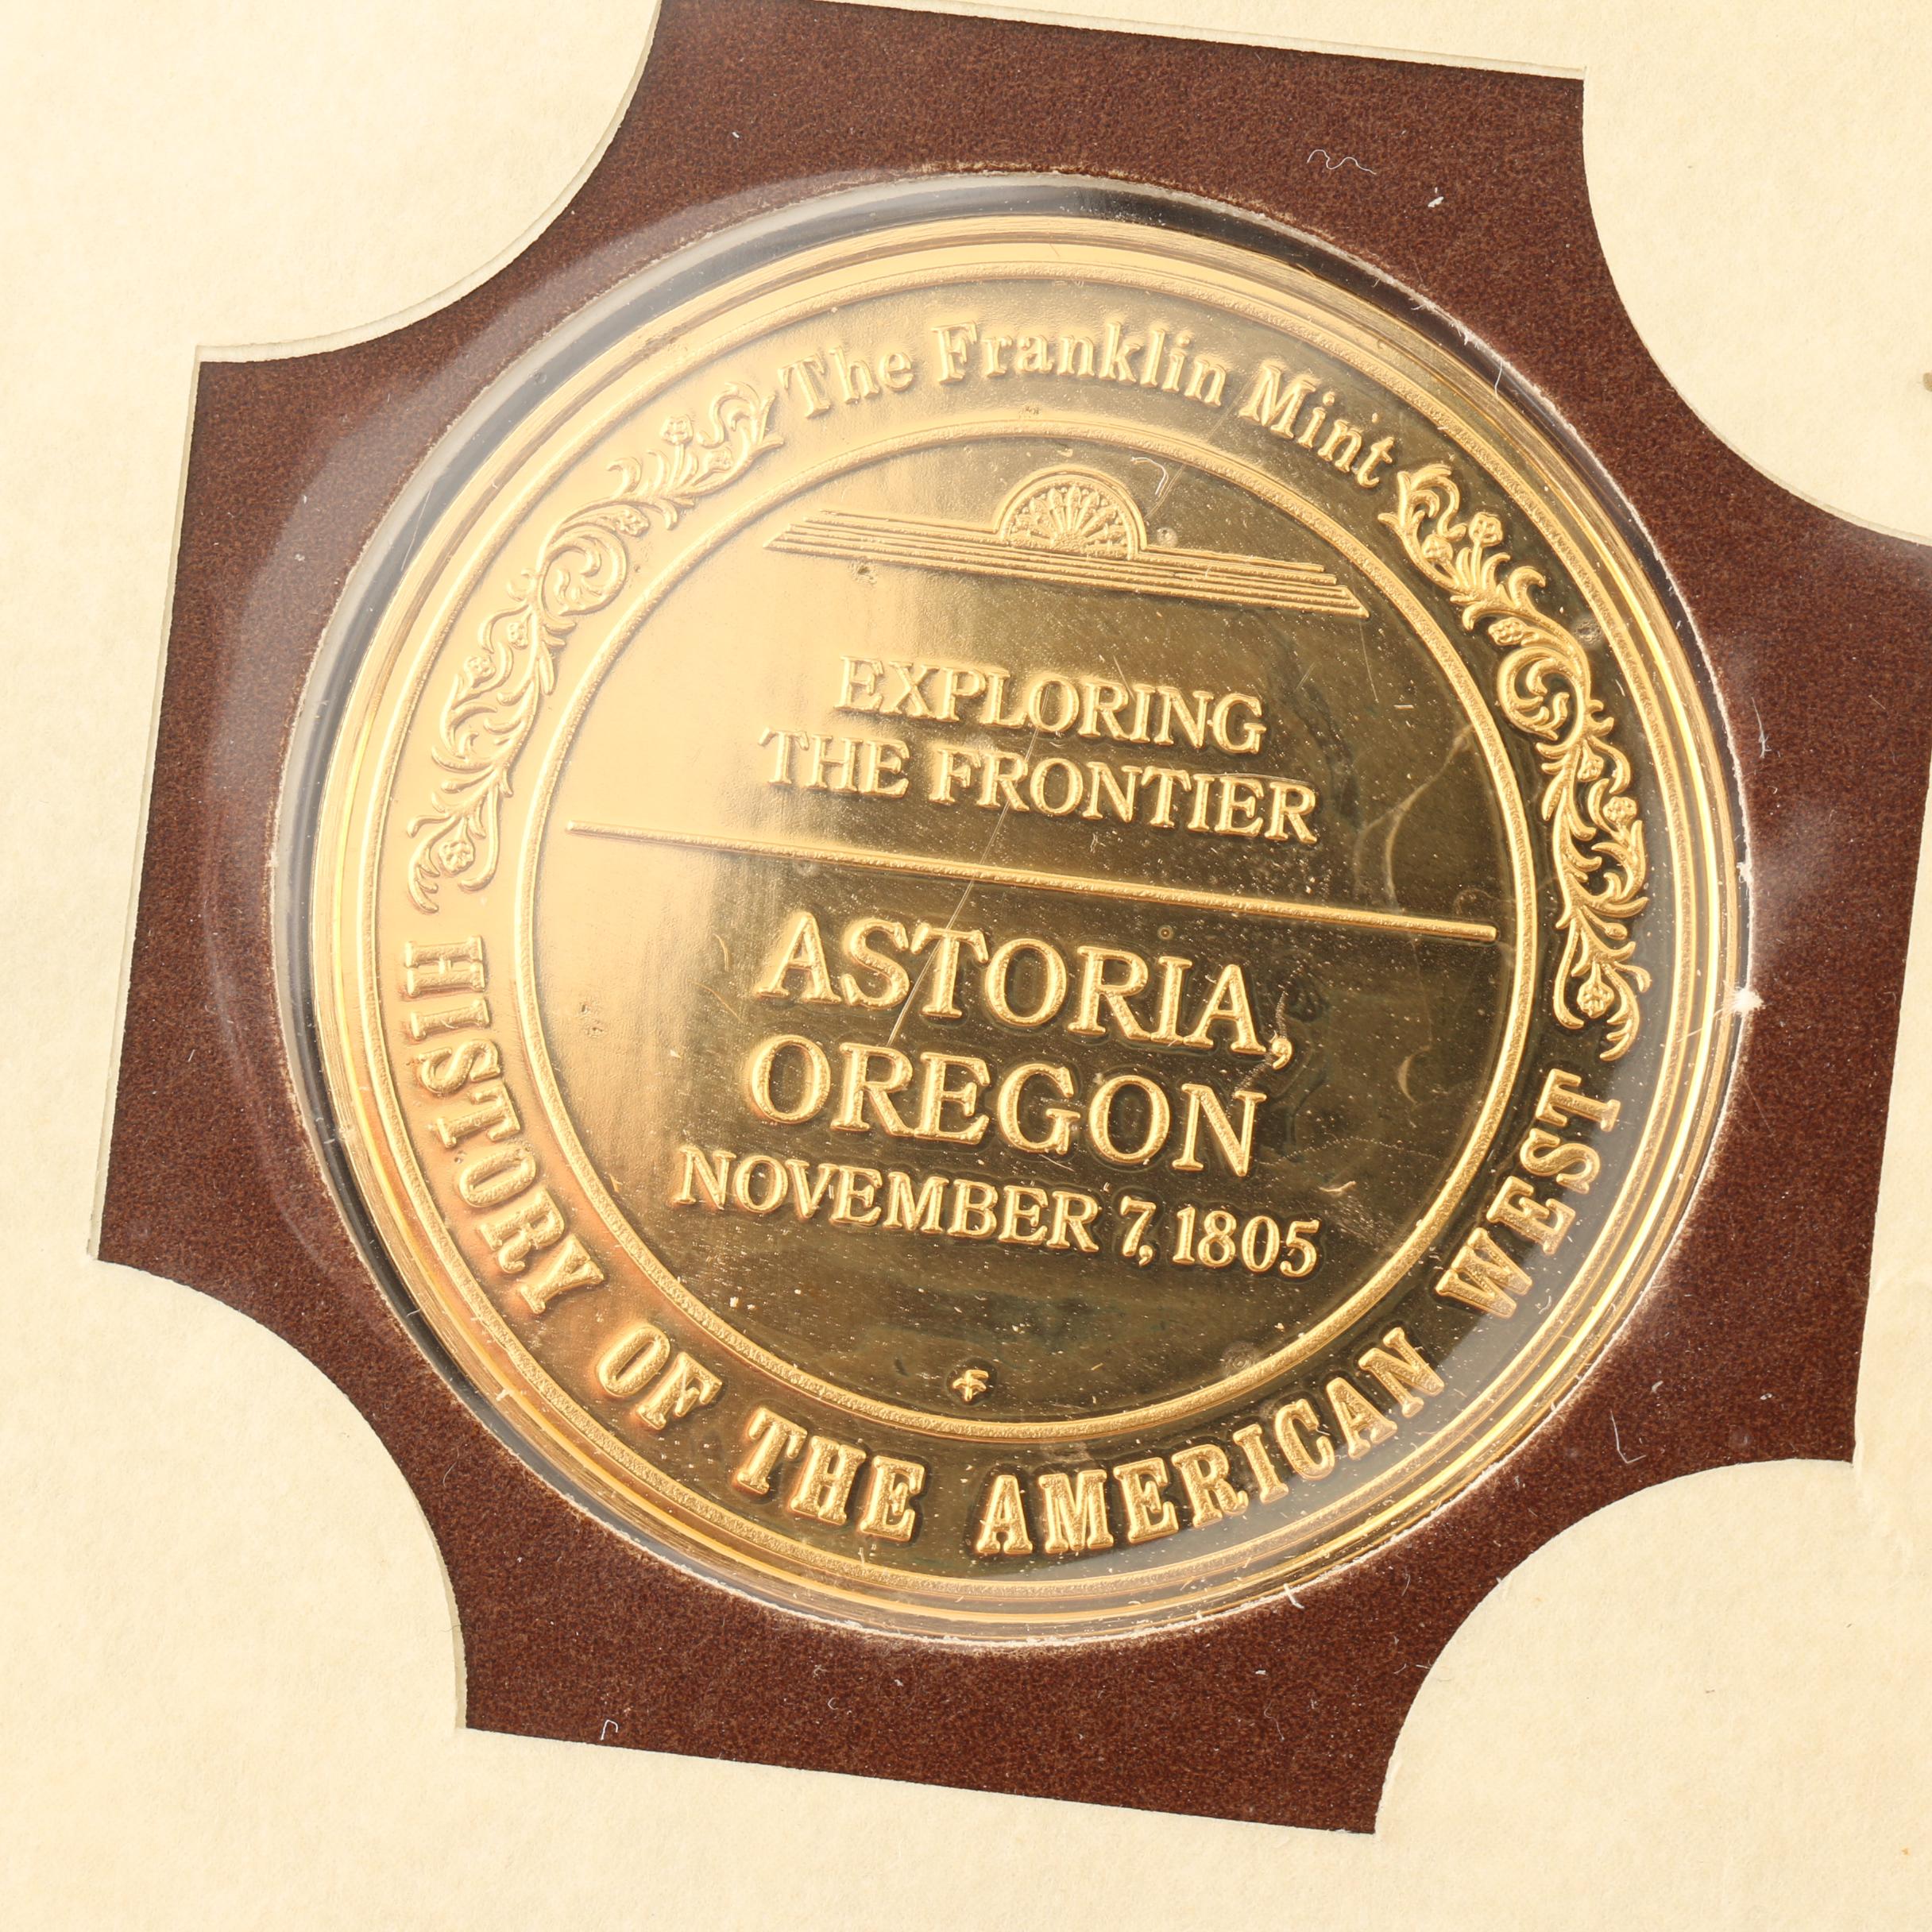 The Franklin Mint
EXPLORING
THE FRONTIER
ASTORIA,
OREGON
NOVEMBER 7, 1805
HISTORY OF THE AMERICAN WEST